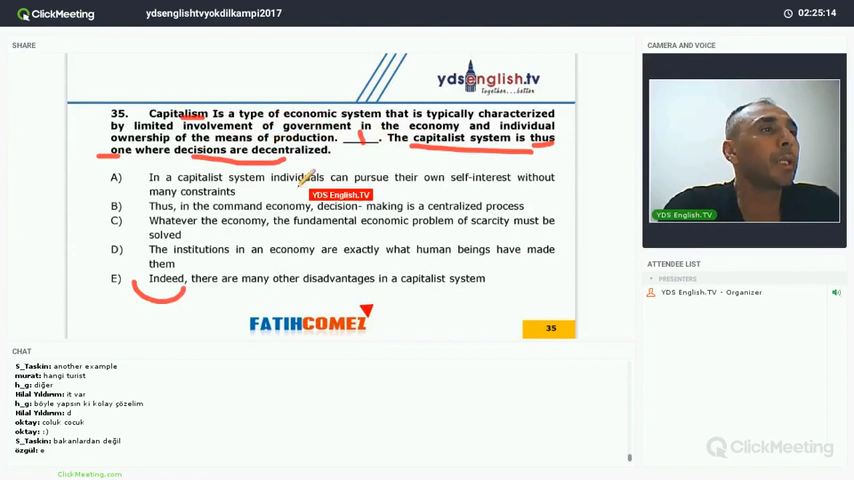 ClickMeeting
ydsenglishtvyokdilkampi2017
02:25:14
SHARE
ydsenglish.tv
together...better
35. Capitalism Is a type of economic system that is typically characterized
by limited involvement of government in the economy and individual
ownership of the means of production. ______. The capitalist system is thus
one where decisions are decentralized.
A) In a capitalist system individuals can pursue their own self-interest without
many constraints
YDS English.TV
B) Thus, in the command economy, decision- making is a centralized process
C) Whatever the economy, the fundamental economic problem of scarcity must be
solved
D) The institutions in an economy are exactly what human beings have made
them
E) Indeed, there are many other disadvantages in a capitalist system
FATIHCOMEZ
35
CHAT
S_Taskin: another example
murat: hangi turist
h_g: diğer
Hilal Yıldırım: it var
h_g: böyle yapsın ki kolay çözelim
Hilal Yıldırım: d
oktay: coluk cocuk
oktay: :)
S_Taskin: bakanlardan değil
özgül: e
ClickMeeting.com
CAMERA AND VOICE
YDS English.TV
ATTENDEE LIST
PRESENTERS
YDS English.TV - Organizer
ClickMeeting